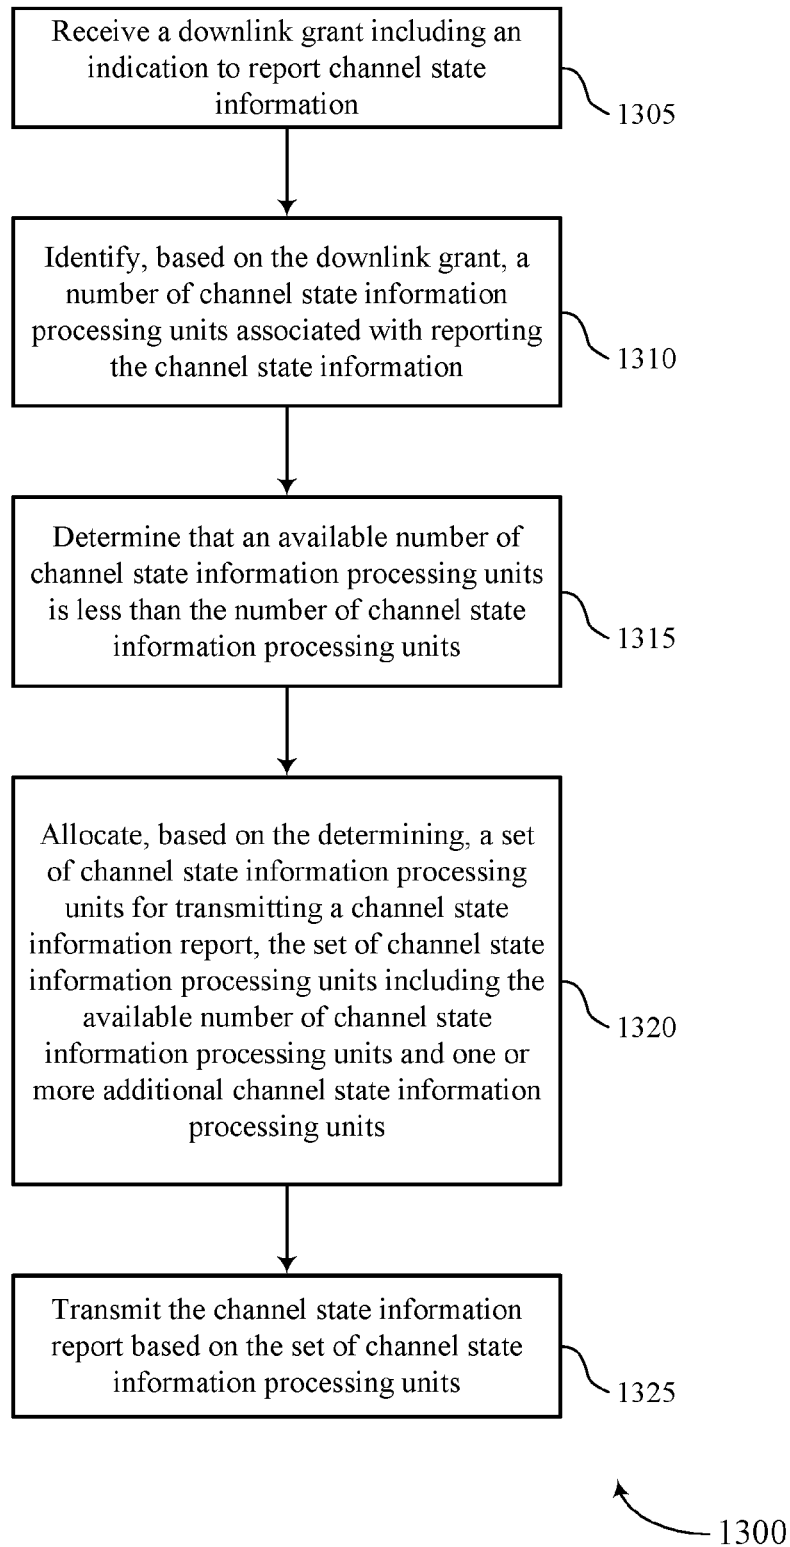 Receive a downlink grant including an
indication to report channel state
information
1305
Identify, based on the downlink grant, a
number of channel state information
processing units associated with reporting
the channel state information
1310
Determine that an available number of
channel state information processing units
is less than the number of channel state
information processing units
1315
Allocate, based on the determining, a set
of channel state information processing
units for transmitting a channel state
information report, the set of channel state
information processing units including the
available number of channel state
information processing units and one or
more additional channel state information
processing units
1320
Transmit the channel state information
report based on the set of channel state
information processing units
1325
1300